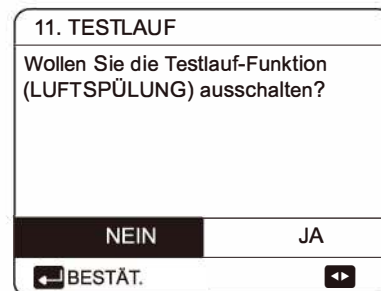 11. TESTLAUF
Wollen Sie die Testlauf-Funktion
(LUFTSPÜLUNG) ausschalten?
NEIN
JA
BESTÄT.